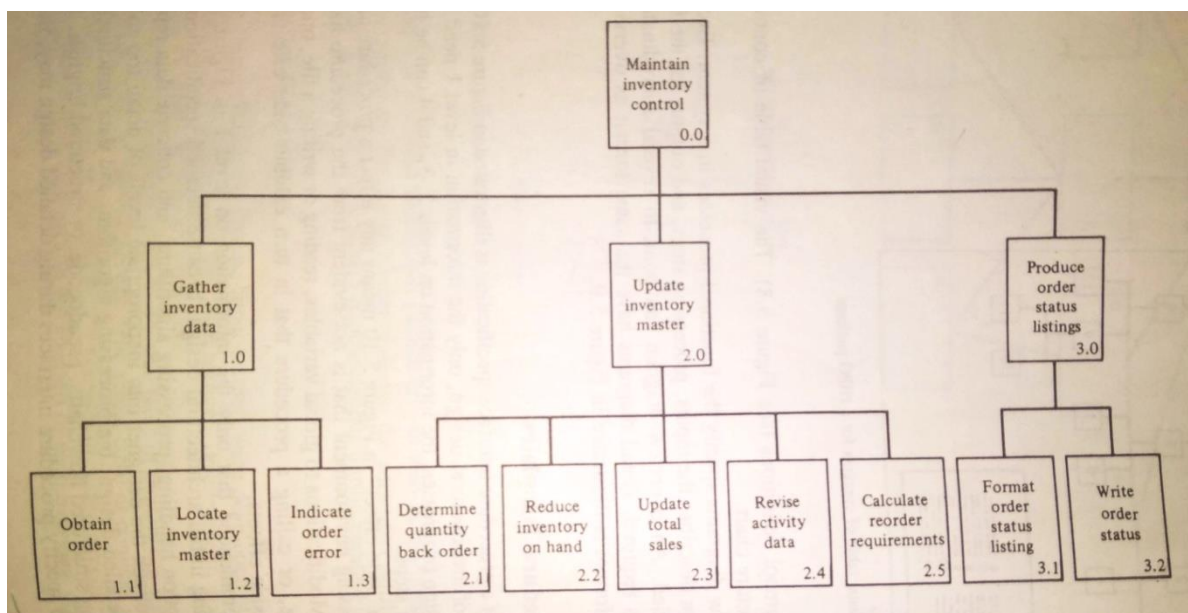 Maintain
inventory
control
0.0
Gather
inventory
data
1.0
Update
inventory
master
2.0
Produce
order
status
listings
3.0
Obtain
order
1.1
Locate
inventory
master
1.2
Indicate
order
error
1.3
Determine
quantity
back order
2.1
Reduce
inventory
on hand
2.2
Update
total
sales
2.3
Revise
activity
data
2.4
Calculate
reorder
requirements
2.5
Format
order
status
listing
3.1
Write
order
status
3.2